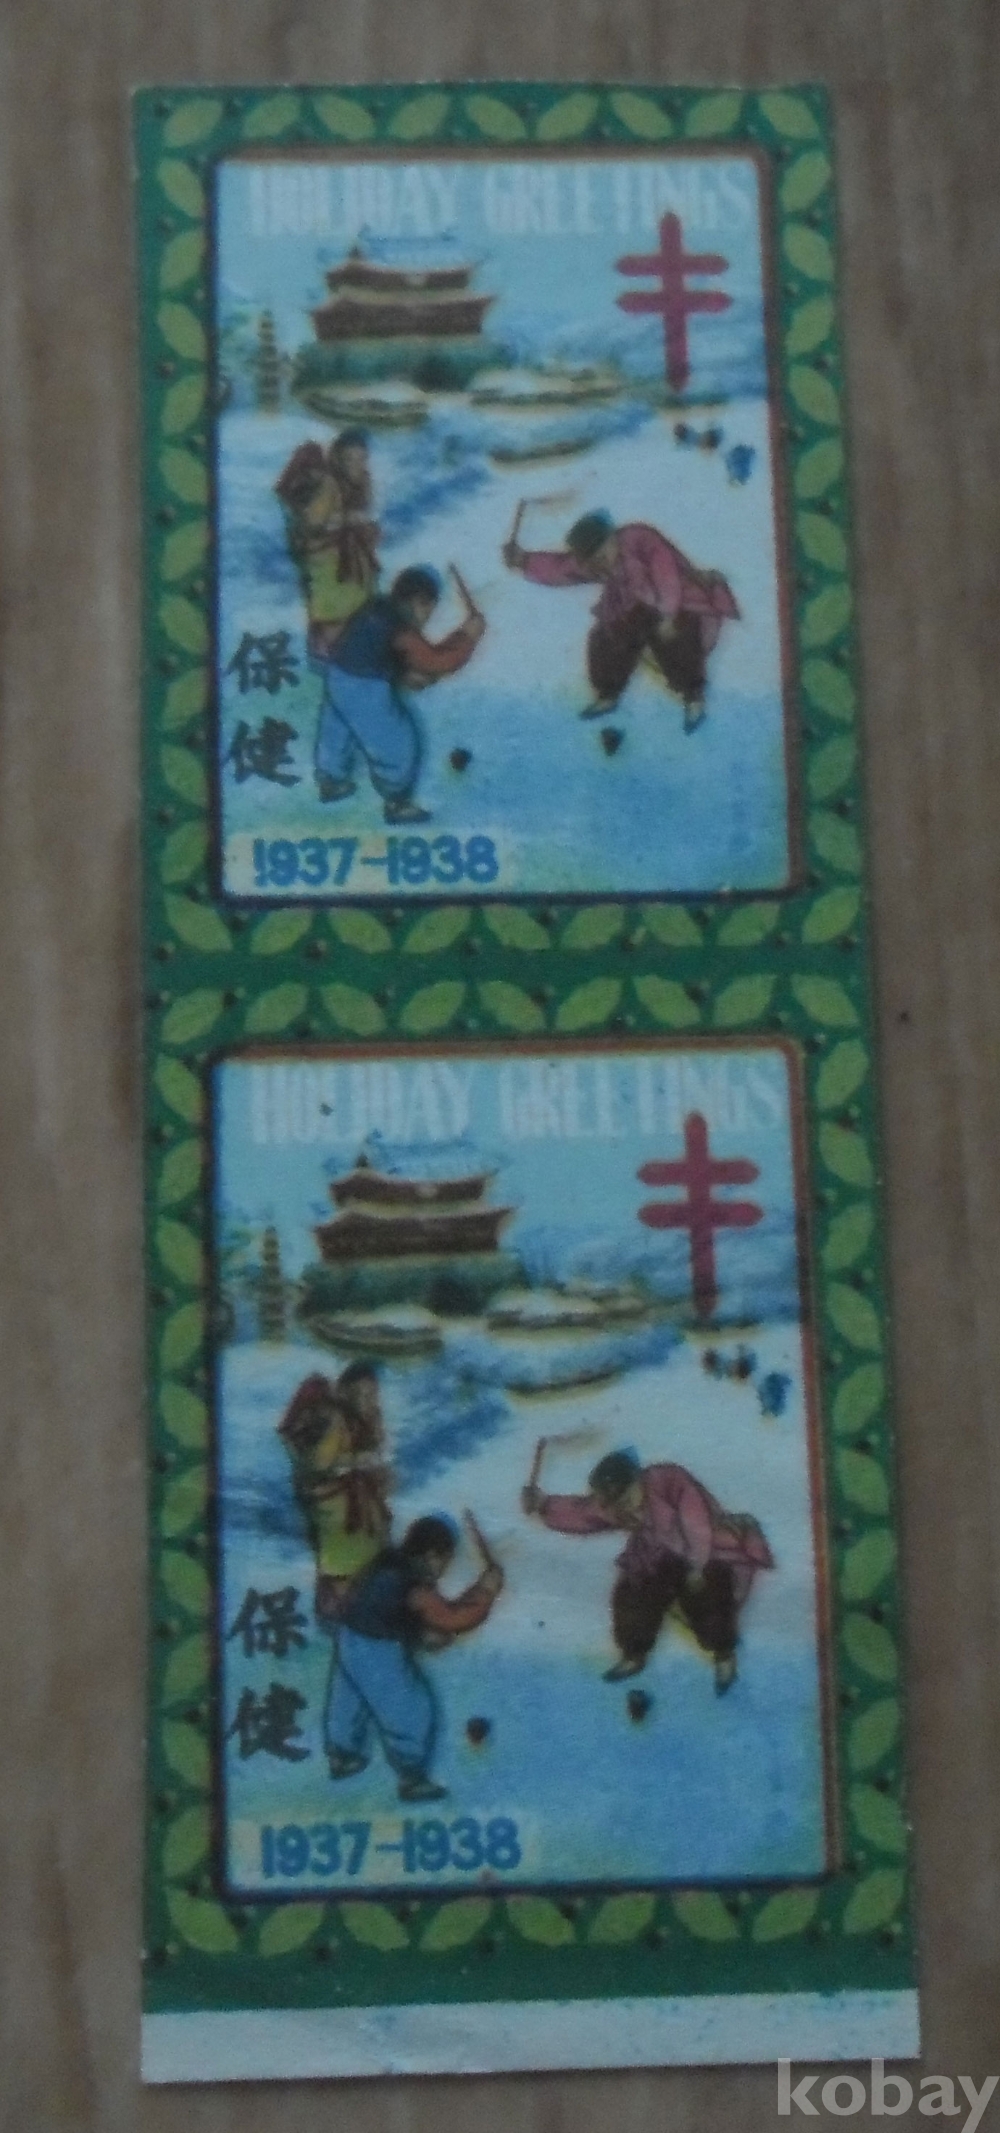 HOLIDAY GREETINGS
保
健
1937-1938
HOLIDAY GREETINGS
保
健
1937-1938
kobay